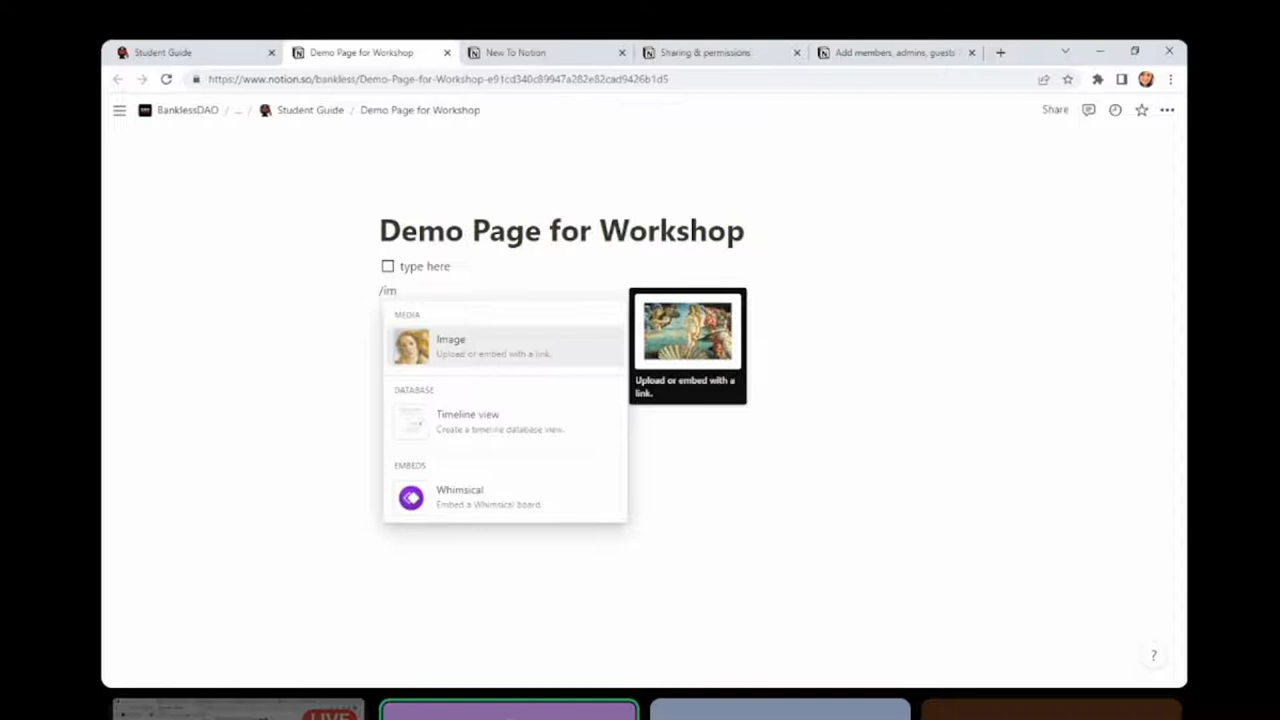 Student Guide
Demo Page for Workshop
New To Notion
Sharing & permissions
Add members, admins, guests
https://www.notion.so/bankless/Demo-Page-for-Workshop-e91cd340c89947a282e82cad9426b1d5
BanklessDAO / ... / Student Guide / Demo Page for Workshop
Share
Demo Page for Workshop
type here
/im
MEDIA
Image
Upload or embed with a link.
Upload or embed with a
link.
DATABASE
Timeline view
Create a timeline database view.
EMBEDS
Whimsical
Embed a Whimsical board.
?
LIVE